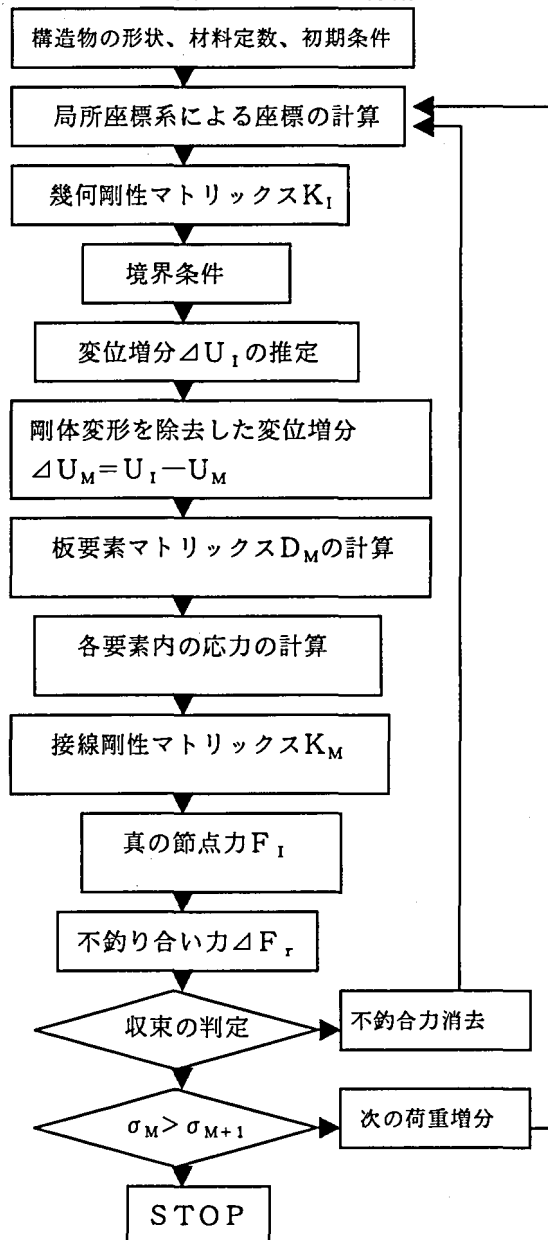 構造物の形状、材料定数、初期条件
局所座標系による座標の計算
幾何剛性マトリックスK_I
境界条件
変位増分⊿U_Iの推定
剛体変形を除去した変位増分
⊿U_M=U_I−U_M
板要素マトリックスD_Mの計算
各要素内の応力の計算
接線剛性マトリックスK_M
真の節点力F_I
不釣り合い力⊿F_r
収束の判定
不釣合力消去
σ_M>σ_{M+1}
次の荷重増分
STOP